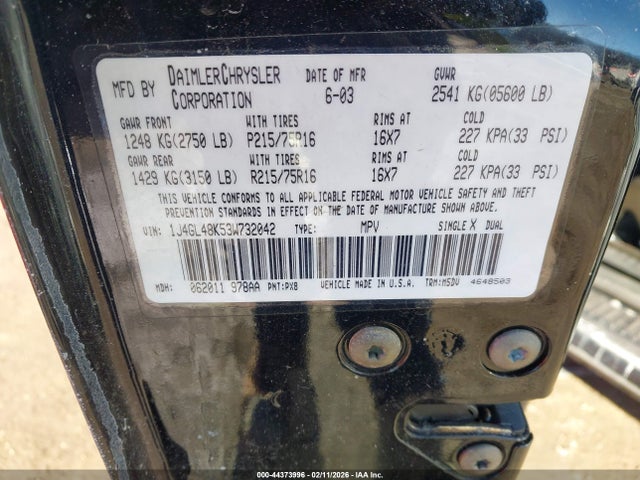 MFD BY DAIMLERCHRYSLER CORPORATION DATE OF MFR 6-03 GVWR 2541 KG(05600 LB)
GAWR FRONT WITH TIRES RIMS AT COLD
1248 KG(2750 LB) P215/75R16 16X7 227 KPA(33 PSI)
GAWR REAR WITH TIRES RIMS AT COLD
1429 KG(3150 LB) R215/75R16 16X7 227 KPA(33 PSI)
THIS VEHICLE CONFORMS TO ALL APPLICABLE FEDERAL MOTOR VEHICLE SAFETY AND THEFT
PREVENTION STANDARDS IN EFFECT ON THE DATE OF MANUFACTURE SHOWN ABOVE.
VIN: 1J4GL48K53W732042 TYPE: MPV SINGLE X DUAL
MDH: 062011 978AA PNT:PX8 VEHICLE MADE IN U.S.A. TRM:M5DV 4648503
000-44373996 - 02/11/2026 - IAA Inc.